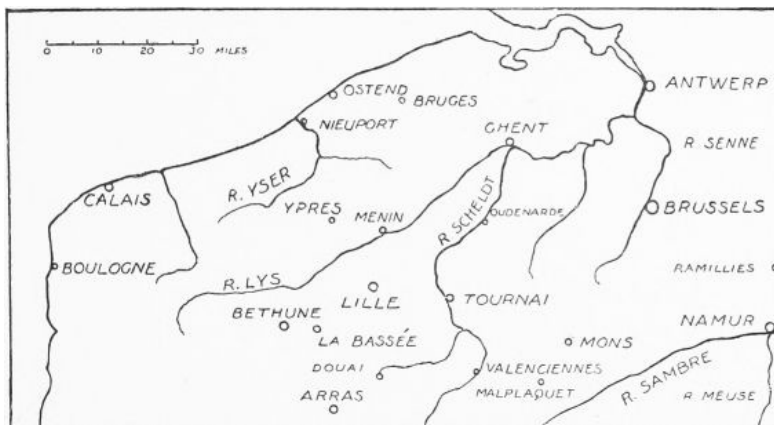 0 10 20 30 MILES
OSTEND
BRUGES
ANTWERP
NIEUPORT
GHENT
R. SENNE
CALAIS
R. YSER
YPRES
MENIN
R. SCHELDT
OUDENARDE
BRUSSELS
BOULOGNE
R. LYS
RAMILLIES
LILLE
TOURNAI
BETHUNE
LA BASSÉE
MONS
NAMUR
DOUAI
VALENCIENNES
MALPLAQUET
R. SAMBRE
R. MEUSE
ARRAS